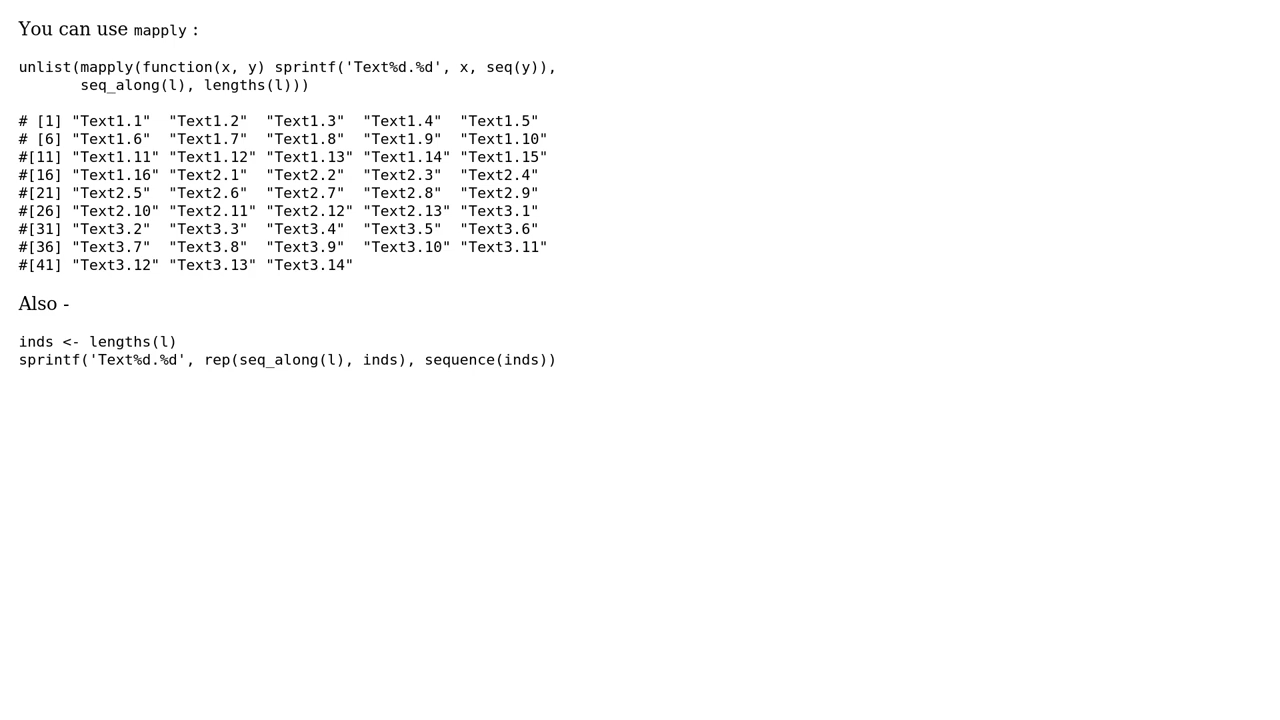 You can use mapply :
unlist(mapply(function(x, y) sprintf('Text%d.%d', x, seq(y)),
       seq_along(l), lengths(l)))
# [1] "Text1.1"  "Text1.2"  "Text1.3"  "Text1.4"  "Text1.5"
# [6] "Text1.6"  "Text1.7"  "Text1.8"  "Text1.9"  "Text1.10"
#[11] "Text1.11" "Text1.12" "Text1.13" "Text1.14" "Text1.15"
#[16] "Text1.16" "Text2.1"  "Text2.2"  "Text2.3"  "Text2.4"
#[21] "Text2.5"  "Text2.6"  "Text2.7"  "Text2.8"  "Text2.9"
#[26] "Text2.10" "Text2.11" "Text2.12" "Text2.13" "Text3.1"
#[31] "Text3.2"  "Text3.3"  "Text3.4"  "Text3.5"  "Text3.6"
#[36] "Text3.7"  "Text3.8"  "Text3.9"  "Text3.10" "Text3.11"
#[41] "Text3.12" "Text3.13" "Text3.14"
Also -
inds <- lengths(l)
sprintf('Text%d.%d', rep(seq_along(l), inds), sequence(inds))